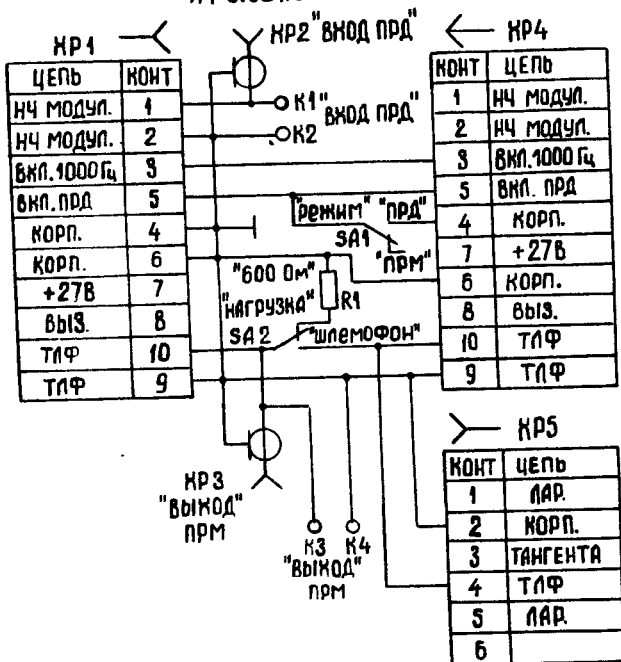 ХР1
ХР2 "ВХОД ПРД"
ХР4
ЦЕПЬ КОНТ
НЧ МОДУЛ. 1
НЧ МОДУЛ. 2
ВКЛ.1000Гц 3
ВКЛ.ПРД 5
КОРП. 4
КОРП. 6
+27В 7
ВЫЗ. 8
ТЛФ 10
ТЛФ 9
К1 "ВХОД ПРД"
К2
"РЕЖИМ" "ПРД"
SA1
"ПРМ"
"600 Ом"
"НАГРУЗКА" R1
SA2 "ШЛЕМОФОН"
КОНТ ЦЕПЬ
1 НЧ МОДУЛ.
2 НЧ МОДУЛ.
3 ВКЛ.1000Гц
5 ВКЛ. ПРД
4 КОРП.
7 +27В
6 КОРП.
8 ВЫЗ.
10 ТЛФ
9 ТЛФ
ХР3
"ВЫХОД"
ПРМ
К3 К4
"ВЫХОД"
ПРМ
ХР5
КОНТ ЦЕПЬ
1 ЛАР.
2 КОРП.
3 ТАНГЕНТА
4 ТЛФ
5 ЛАР.
6